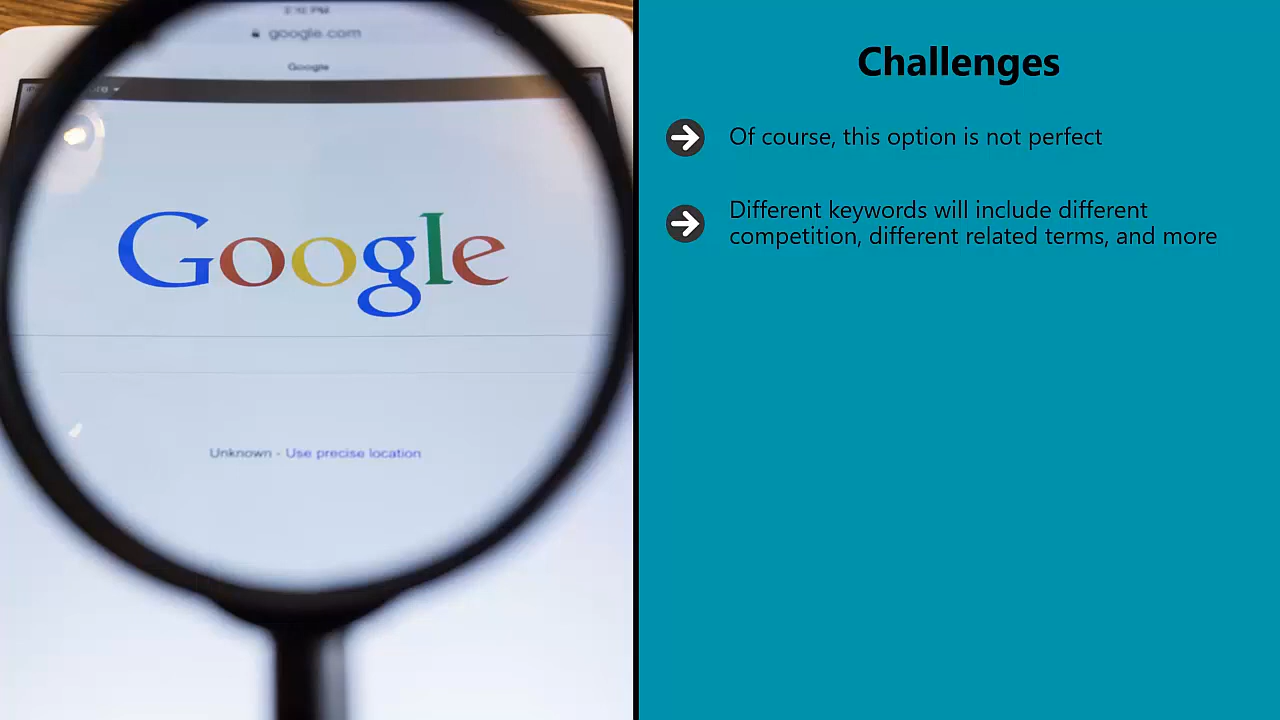 google.com
Google
Google
Unknown - Use precise location
Challenges
Of course, this option is not perfect
Different keywords will include different
competition, different related terms, and more